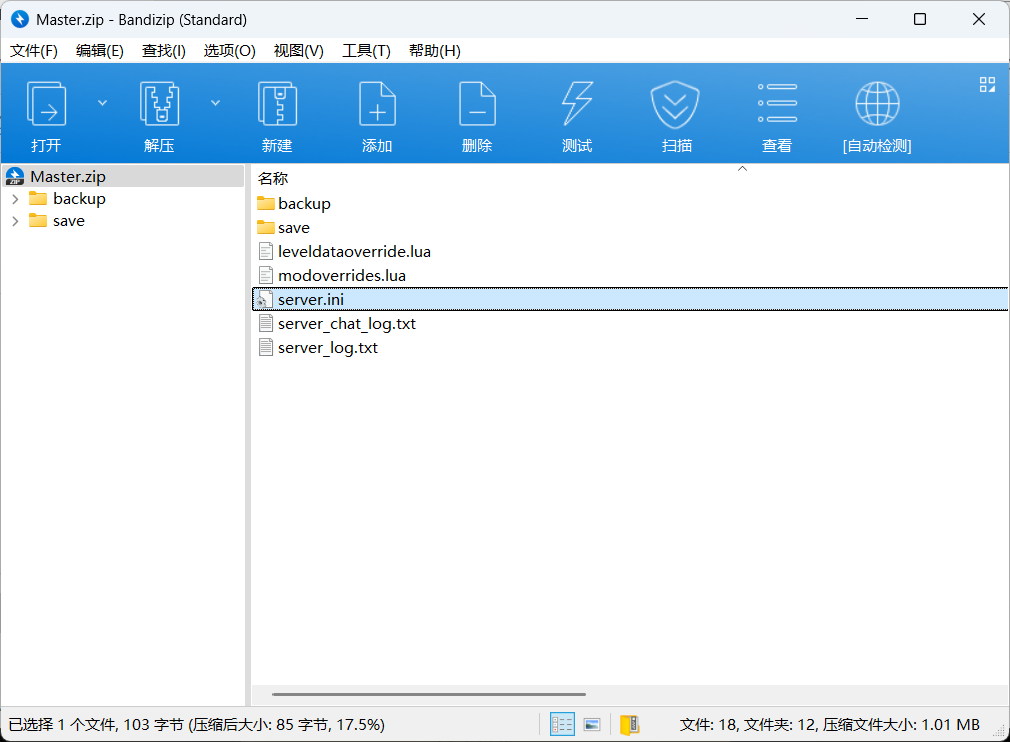 Master.zip - Bandizip (Standard)
文件(F) 编辑(E) 查找(I) 选项(O) 视图(V) 工具(T) 帮助(H)
打开 解压 新建 添加 删除 测试 扫描 查看 [自动检测]
Master.zip
backup
save
名称
backup
save
leveldataoverride.lua
modoverrides.lua
server.ini
server_chat_log.txt
server_log.txt
已选择 1 个文件, 103 字节 (压缩后大小: 85 字节, 17.5%)
文件: 18, 文件夹: 12, 压缩文件大小: 1.01 MB